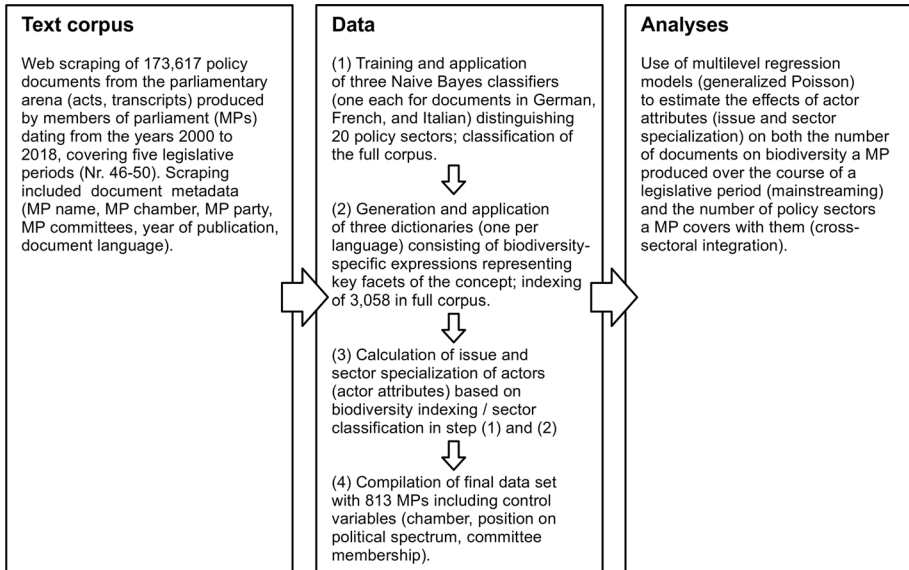 Text corpus
Web scraping of 173,617 policy
documents from the parliamentary
arena (acts, transcripts) produced
by members of parliament (MPs)
dating from the years 2000 to
2018, covering five legislative
periods (Nr. 46-50). Scraping
included document metadata
(MP name, MP chamber, MP party,
MP committees, year of publication,
document language).
Data
(1) Training and application
of three Naive Bayes classifiers
(one each for documents in German,
French, and Italian) distinguishing
20 policy sectors; classification of
the full corpus.
(2) Generation and application
of three dictionaries (one per
language) consisting of biodiversity-
specific expressions representing
key facets of the concept; indexing
of 3,058 in full corpus.
(3) Calculation of issue and
sector specialization of actors
(actor attributes) based on
biodiversity indexing / sector
classification in step (1) and (2)
(4) Compilation of final data set
with 813 MPs including control
variables (chamber, position on
political spectrum, committee
membership).
Analyses
Use of multilevel regression
models (generalized Poisson)
to estimate the effects of actor
attributes (issue and sector
specialization) on both the number
of documents on biodiversity a MP
produced over the course of a
legislative period (mainstreaming)
and the number of policy sectors
a MP covers with them (cross-
sectoral integration).